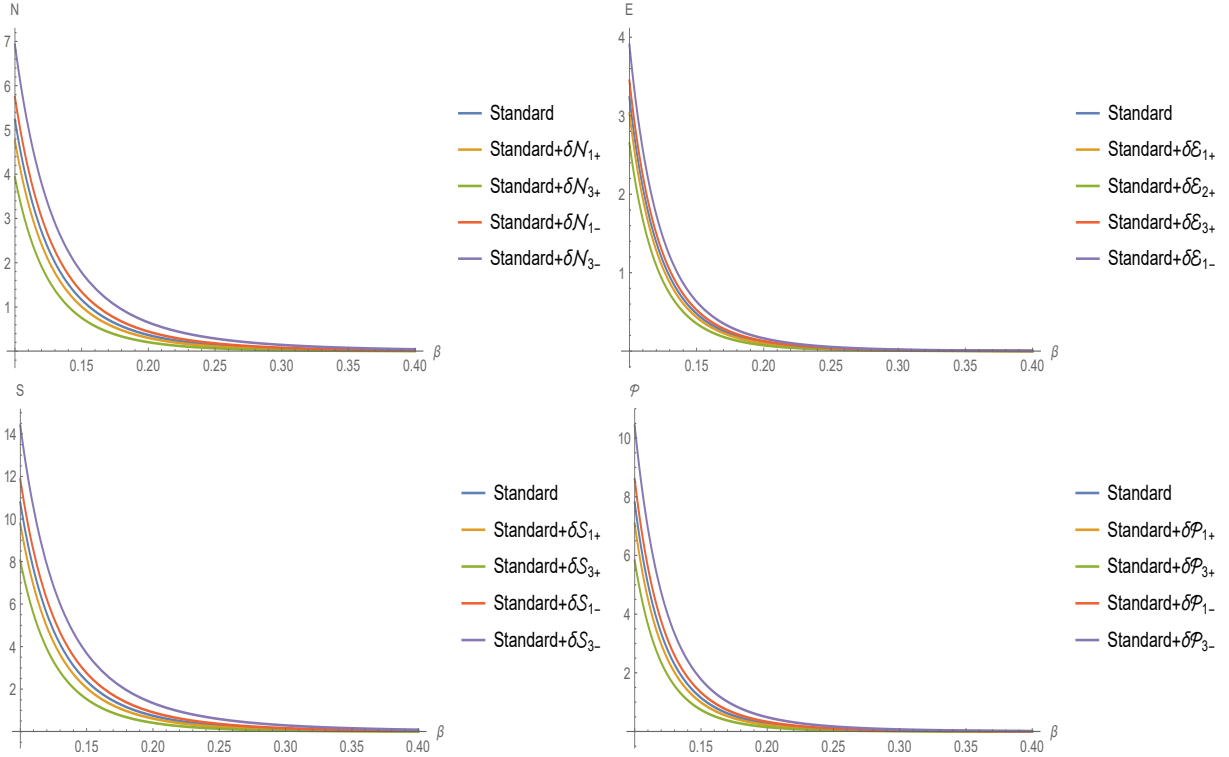 N
7
6
5
4
3
2
1
0.15 0.20 0.25 0.30 0.35 0.40 β
Standard
Standard+δN1+
Standard+δN3+
Standard+δN1−
Standard+δN3−
E
4
3
2
1
0.15 0.20 0.25 0.30 0.35 0.40 β
Standard
Standard+δℰ1+
Standard+δℰ2+
Standard+δℰ3+
Standard+δℰ1−
S
14
12
10
8
6
4
2
0.15 0.20 0.25 0.30 0.35 0.40 β
Standard
Standard+δS1+
Standard+δS3+
Standard+δS1−
Standard+δS3−
𝒫
10
8
6
4
2
0.15 0.20 0.25 0.30 0.35 0.40 β
Standard
Standard+δ𝒫1+
Standard+δ𝒫3+
Standard+δ𝒫1−
Standard+δ𝒫3−